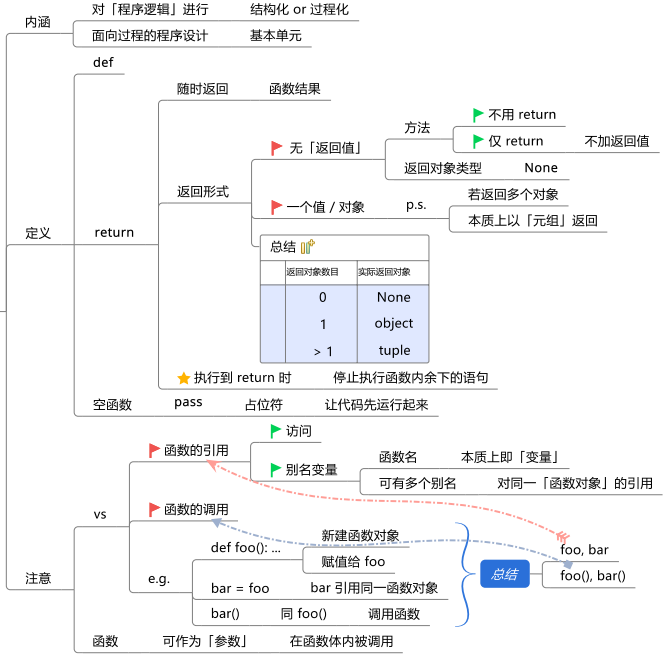 内涵
对「程序逻辑」进行 结构化 or 过程化
面向过程的程序设计 基本单元
定义
def
return
随时返回 函数结果
返回形式
无「返回值」
方法
不用 return
仅 return 不加返回值
返回对象类型 None
一个值 / 对象 p.s.
若返回多个对象
本质上以「元组」返回
总结
返回对象数目 实际返回对象
0 None
1 object
> 1 tuple
执行到 return 时 停止执行函数内余下的语句
空函数 pass 占位符 让代码先运行起来
注意
vs
函数的引用
访问
别名变量
函数名 本质上即「变量」
可有多个别名 对同一「函数对象」的引用
函数的调用
e.g.
def foo(): ...
新建函数对象
赋值给 foo
bar = foo bar 引用同一函数对象
bar() 同 foo() 调用函数
总结
foo, bar
foo(), bar()
函数 可作为「参数」 在函数体内被调用